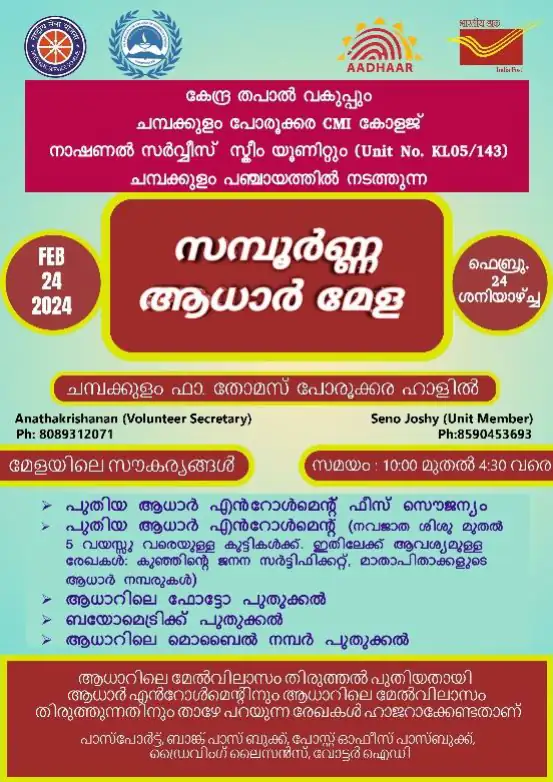 AADHAAR
भारतीय डाक
India Post
കേന്ദ്ര തപാൽ വകുപ്പും
ചമ്പക്കുളം പോരൂക്കര CMI കോളജ്
നാഷണൽ സർവ്വീസ് സ്കീം യൂണിറ്റും (Unit No. KL05/143)
ചമ്പക്കുളം പഞ്ചായത്തിൽ നടത്തുന്ന
FEB
24
2024
സമ്പൂർണ്ണ
ആധാർ മേള
ഫെബ്രു.
24
ശനിയാഴ്ച്ച
ചമ്പക്കുളം ഫാ. തോമസ് പോരൂക്കര ഹാളിൽ
Anathakrishanan (Volunteer Secretary)
Ph: 8089312071
Seno Joshy (Unit Member)
Ph:8590453693
മേളയിലെ സൗകര്യങ്ങൾ
സമയം : 10:00 മുതൽ 4:30 വരെ
➢ പുതിയ ആധാർ എൻറോൾമെന്റ് ഫീസ് സൌജന്യം
➢ പുതിയ ആധാർ എൻറോൾമെന്റ് (നവജാത ശിശു മുതൽ
5 വയസ്സു വരെയുള്ള കുട്ടികൾക്ക്. ഇതിലേക്ക് ആവശ്യമുള്ള
രേഖകൾ: കുഞ്ഞിന്റെ ജനന സർട്ടിഫിക്കറ്റ്, മാതാപിതാക്കളുടെ
ആധാർ നമ്പരുകൾ)
➢ ആധാറിലെ ഫോട്ടോ പുതുക്കൽ
➢ ബയോമെട്രിക്ക് പുതുക്കൽ
➢ ആധാറിലെ മൊബൈൽ നമ്പർ പുതുക്കൽ
ആധാറിലെ മേൽവിലാസം തിരുത്തൽ പുതിയതായി
ആധാർ എൻറോൾമെന്റിനും ആധാറിലെ മേൽവിലാസം
തിരുത്തുന്നതിനും താഴേ പറയുന്ന രേഖകൾ ഹാജറാക്കേണ്ടതാണ്
പാസ്പോർട്ട്, ബാങ്ക് പാസ് ബുക്ക്, പോസ്റ്റ് ഓഫീസ് പാസ്ബുക്ക്,
ഡ്രൈവിംഗ് ലൈസൻസ്, വോട്ടർ ഐഡി